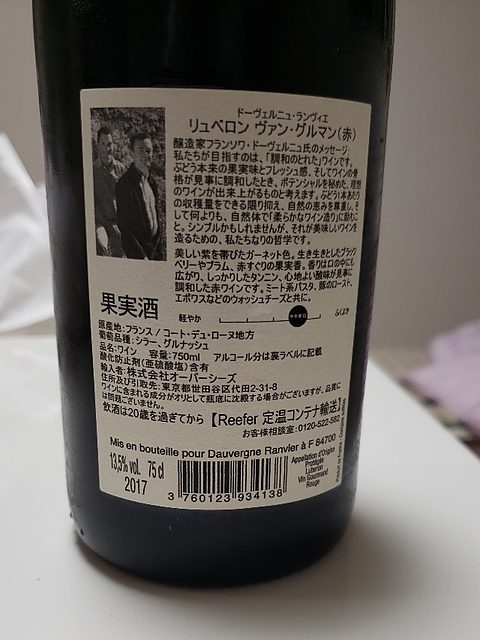 ドーヴェルニュ・ランヴィエ
リュベロン ヴァン・グルマン(赤)
醸造家フランソワ・ドーヴェルニュ氏のメッセージ:
私たちが目指すのは、「調和のとれた」ワインです。
ぶどう本来の果実味とフレッシュ感、そしてワインの骨
格が見事に調和したとき、ポテンシャルを秘めた、理想
のワインが出来上がるものと考えます。ぶどう1本あたり
の収穫量をできる限り抑え、自然の恵みを尊重し、そ
して何よりも、自然体で「柔らかなワイン造り」に励むこ
と。シンプルかもしれませんが、それが美味しいワインを
造るための、私たちなりの哲学です。
美しい紫を帯びたガーネット色。生き生きとしたブラック
ベリーやプラム、赤すぐりの果実香。香りは口の中にも
広がり、しっかりしたタンニン、心地よい酸味が見事に
調和した赤ワインです。ミート系パスタ、豚のロースト、
エポワスなどのウォッシュチーズと共に。
果実酒
軽やか やや辛口 ふくよか
原産地:フランス / コート・デュ・ローヌ地方
葡萄品種:シラー、グルナッシュ
品名:ワイン 容量:750ml アルコール分は裏ラベルに記載
酸化防止剤(亜硫酸塩)含有
輸入者:株式会社オーバーシーズ
住所及び引取先:東京都世田谷区代田2-31-8
ワインに含まれる成分がオリとして瓶底に沈殿する場合がございますが、品質に
は問題ございません。
飲酒は20歳を過ぎてから【Reefer 定温コンテナ輸送】
お客様相談室:0120-522-582
Mis en bouteille pour Dauvergne Ranvier à F 84700
13,5% vol. 75 cl
2017
3 760123 934138
Appellation d'Origine
Protégée
Luberon
Vin Gourmand
Rouge
Produit de France -